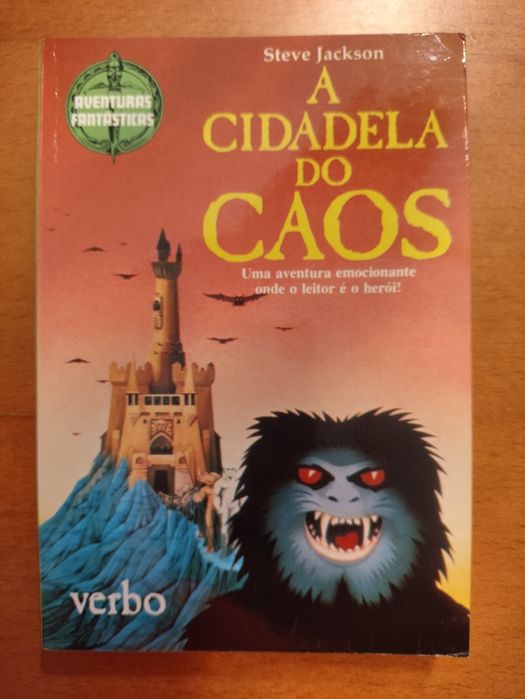 Steve Jackson
AVENTURAS
FANTÁSTICAS
A
CIDADELA
DO
CAOS
Uma aventura emocionante
onde o leitor é o herói!
verbo